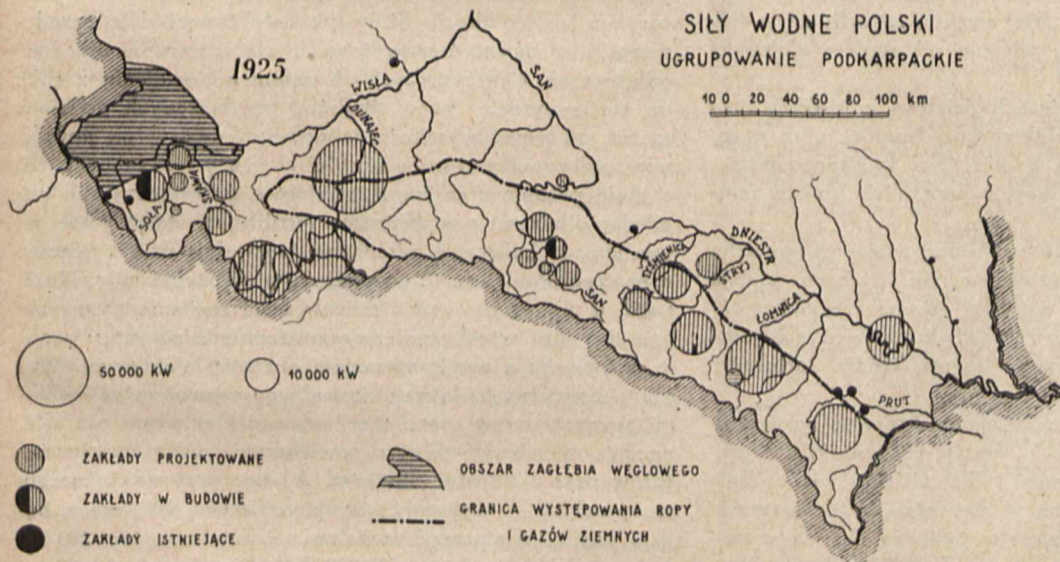 SIŁY WODNE POLSKI
UGRUPOWANIE PODKARPACKIE
10 0 20 40 60 80 100 km
1925
WISŁA
SAN
DUNAJEC
SKAWA
SOŁA
SAN
DNIESTR
STRYJ
ŁOMNICA
PRUT
50 000 kW
10 000 kW
ZAKŁADY PROJEKTOWANE
ZAKŁADY W BUDOWIE
ZAKŁADY ISTNIEJĄCE
OBSZAR ZAGŁĘBIA WĘGLOWEGO
GRANICA WYSTĘPOWANIA ROPY
I GAZÓW ZIEMNYCH